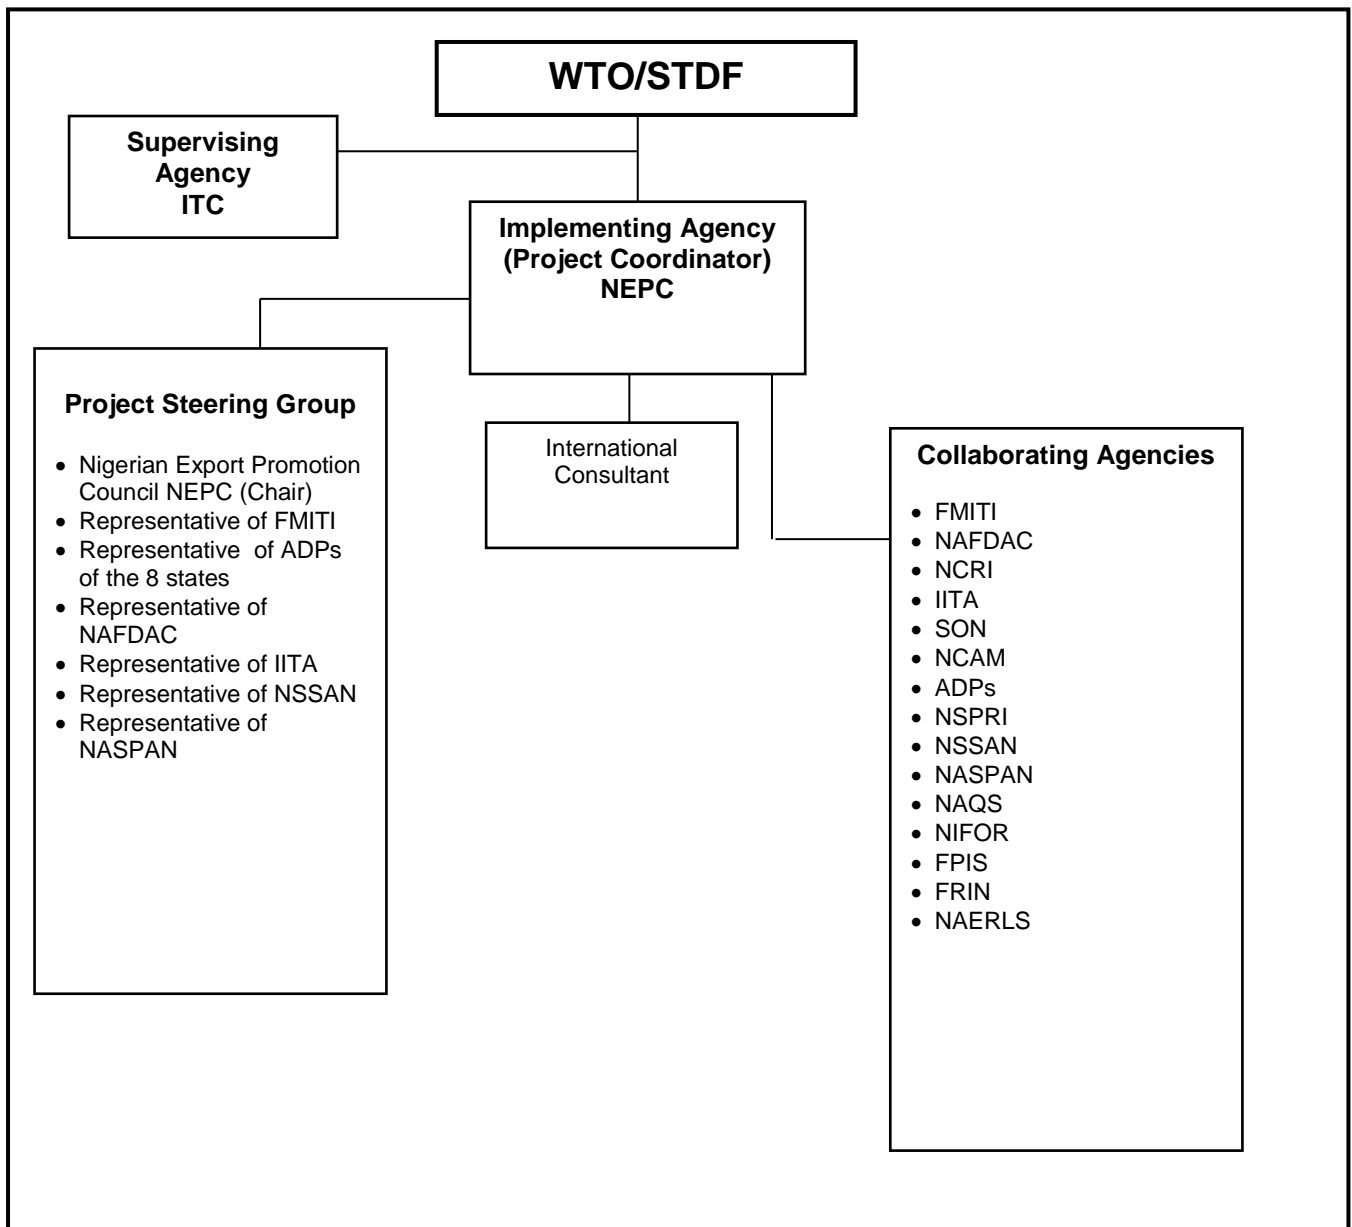 WTO/STDF
Supervising
Agency
ITC
Implementing Agency
(Project Coordinator)
NEPC
Project Steering Group
• Nigerian Export Promotion
Council NEPC (Chair)
• Representative of FMITI
• Representative of ADPs
of the 8 states
• Representative of
NAFDAC
• Representative of IITA
• Representative of NSSAN
• Representative of
NASPAN
International
Consultant
Collaborating Agencies
• FMITI
• NAFDAC
• NCRI
• IITA
• SON
• NCAM
• ADPs
• NSPRI
• NSSAN
• NASPAN
• NAQS
• NIFOR
• FPIS
• FRIN
• NAERLS